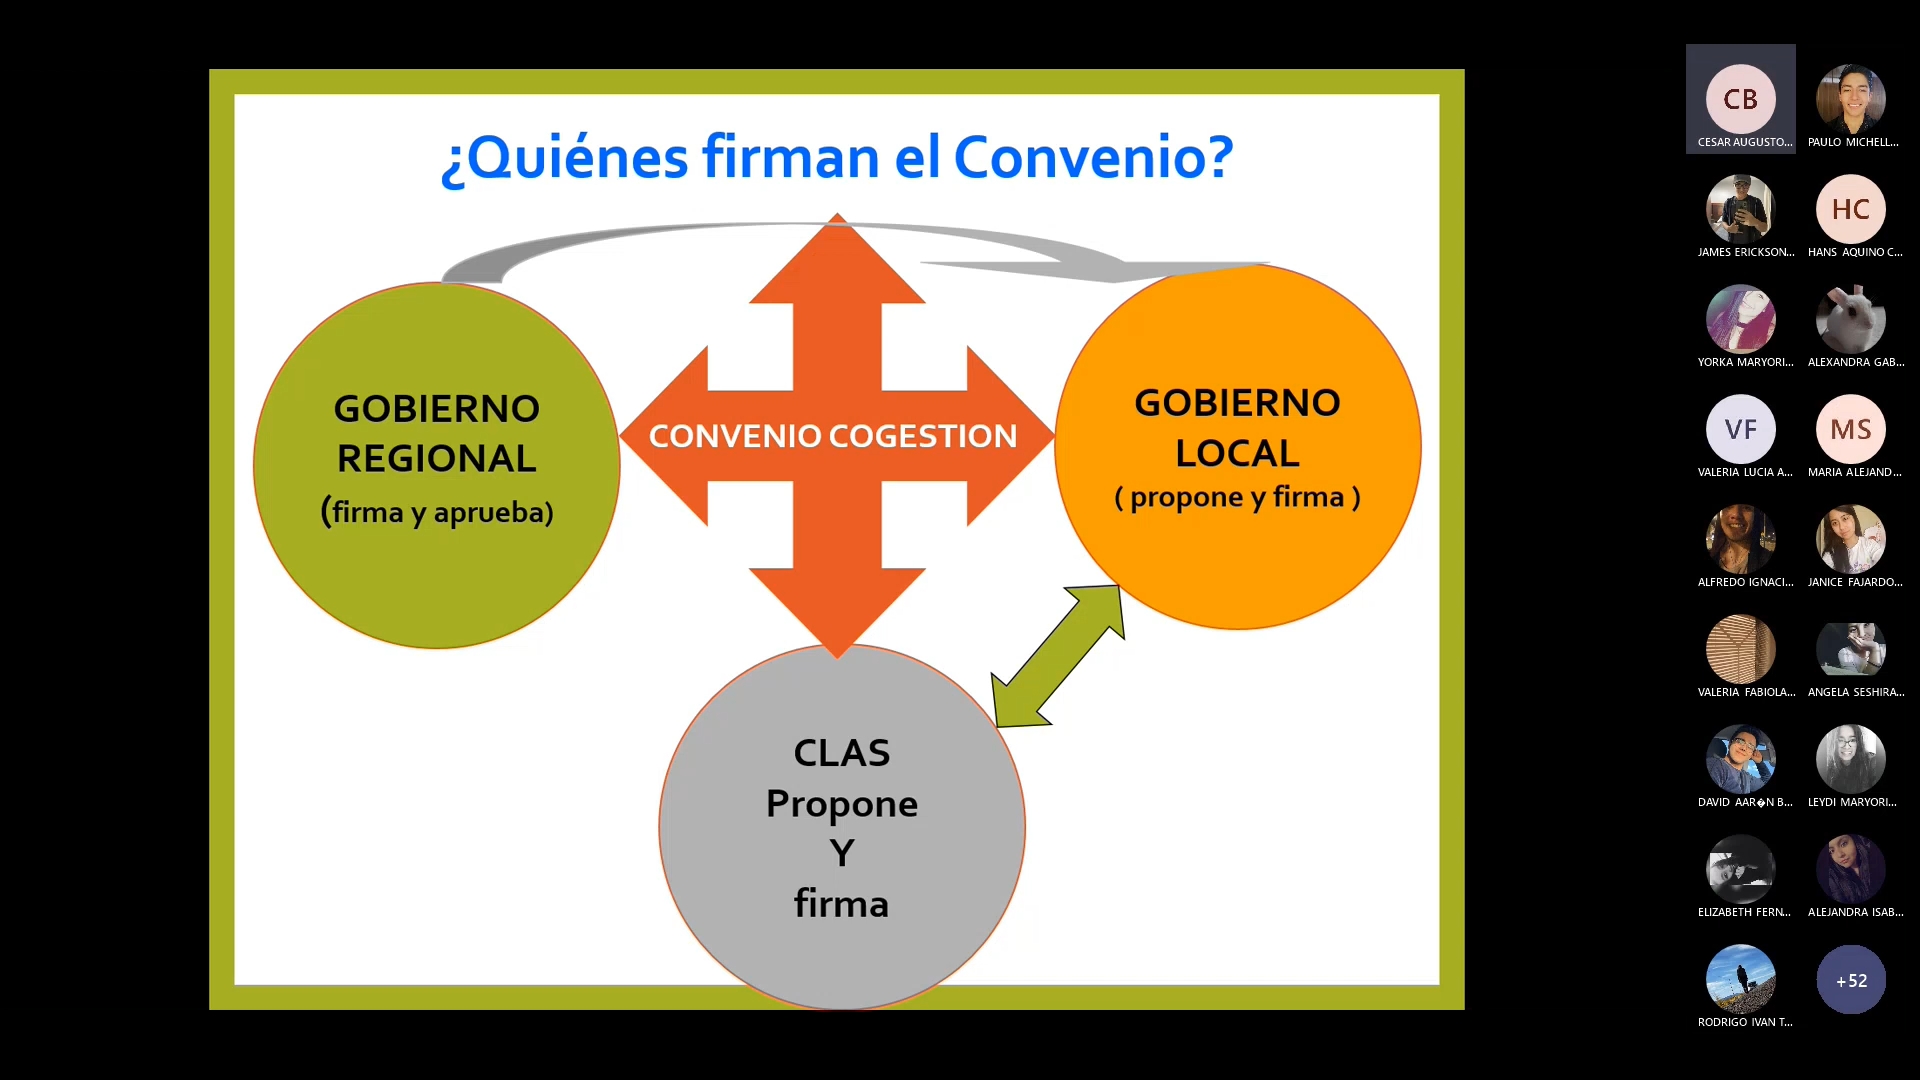 ¿Quiénes firman el Convenio?
GOBIERNO
REGIONAL
(firma y aprueba)
CONVENIO COGESTION
GOBIERNO
LOCAL
( propone y firma )
CLAS
Propone
Y
firma
CB
CESAR AUGUSTO...
PAULO MICHELL...
JAMES ERICKSON...
HC
HANS AQUINO C...
YORKA MARYORI...
ALEXANDRA GAB...
VF
VALERIA LUCIA A...
MS
MARIA ALEJAND...
ALFREDO IGNACI...
JANICE FAJARDO...
VALERIA FABIOLA...
ANGELA SESHIRA...
DAVID AAR�N B...
LEYDI MARYORI...
ELIZABETH FERN...
ALEJANDRA ISAB...
RODRIGO IVAN T...
+52